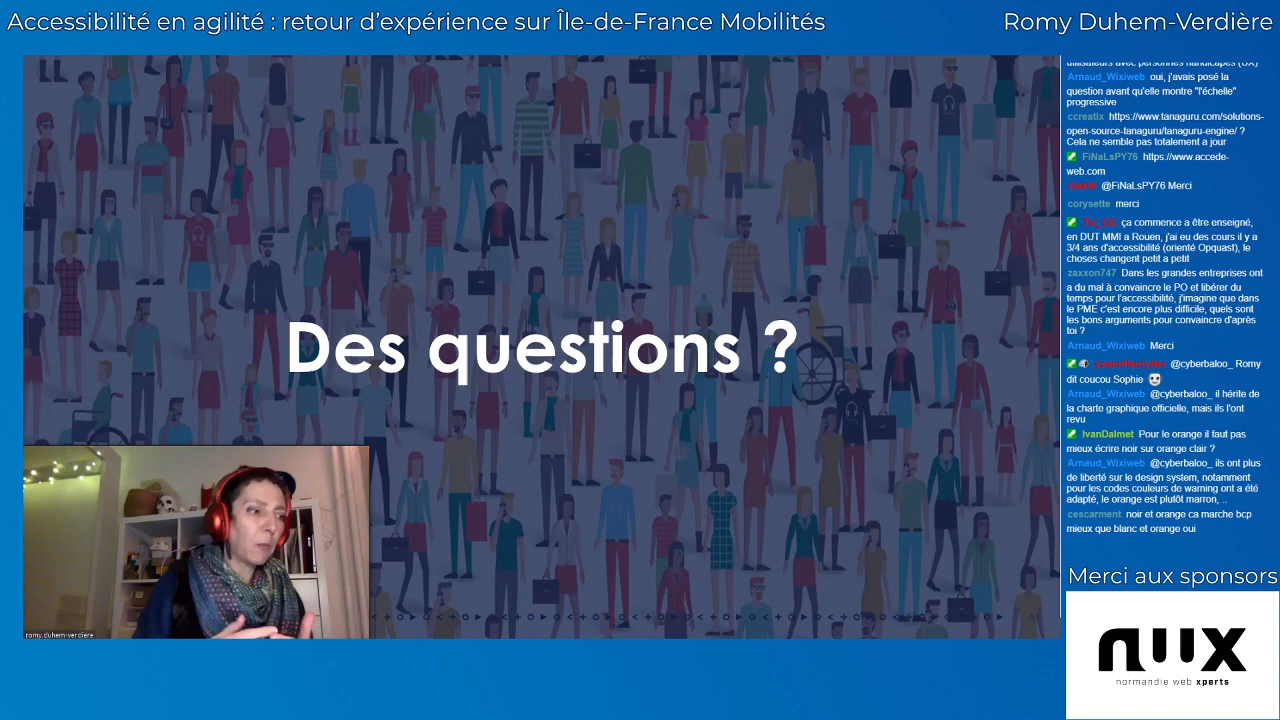 Accessibilité en agilité : retour d'expérience sur Île-de-France Mobilités
Romy Duhem-Verdière
Des questions ?
romy.duhem-verdiere
utilisateurs avec personnes handicapés (UX)
Arnaud_Wixiweb oui, j'avais posé la
question avant qu'elle montre "l'échelle"
progressive
ccreatix https://www.tanaguru.com/solutions-
open-source-tanaguru/tanaguru-engine/ ?
Cela ne semble pas totalement a jour
FiNaLsPY76 https://www.accede-
web.com
@FiNaLsPY76 Merci
corysette merci
ça commence a être enseigné,
en DUT MMI a Rouen, j'ai eu des cours il y a
3/4 ans d'accessibilité (orienté Opquast), le
choses changent petit a petit
zaxxon747 Dans les grandes entreprises ont
a du mal à convaincre le PO et libérer du
temps pour l'accessibilité, j'imagine que dans
le PME c'est encore plus difficile, quels sont
les bons arguments pour convaincre d'après
toi ?
Arnaud_Wixiweb Merci
@cyberbaloo_ Romy
dit coucou Sophie
Arnaud_Wixiweb @cyberbaloo_ il hérite de
la charte graphique officielle, mais ils l'ont
revu
IvanDalmet Pour le orange il faut pas
mieux écrire noir sur orange clair ?
Arnaud_Wixiweb @cyberbaloo_ ils ont plus
de liberté sur le design system, notamment
pour les codes couleurs de warning ont a été
adapté, le orange est plutôt marron, ..
cescarment noir et orange ca marche bcp
mieux que blanc et orange oui
Merci aux sponsors
nwx
normandie web xperts